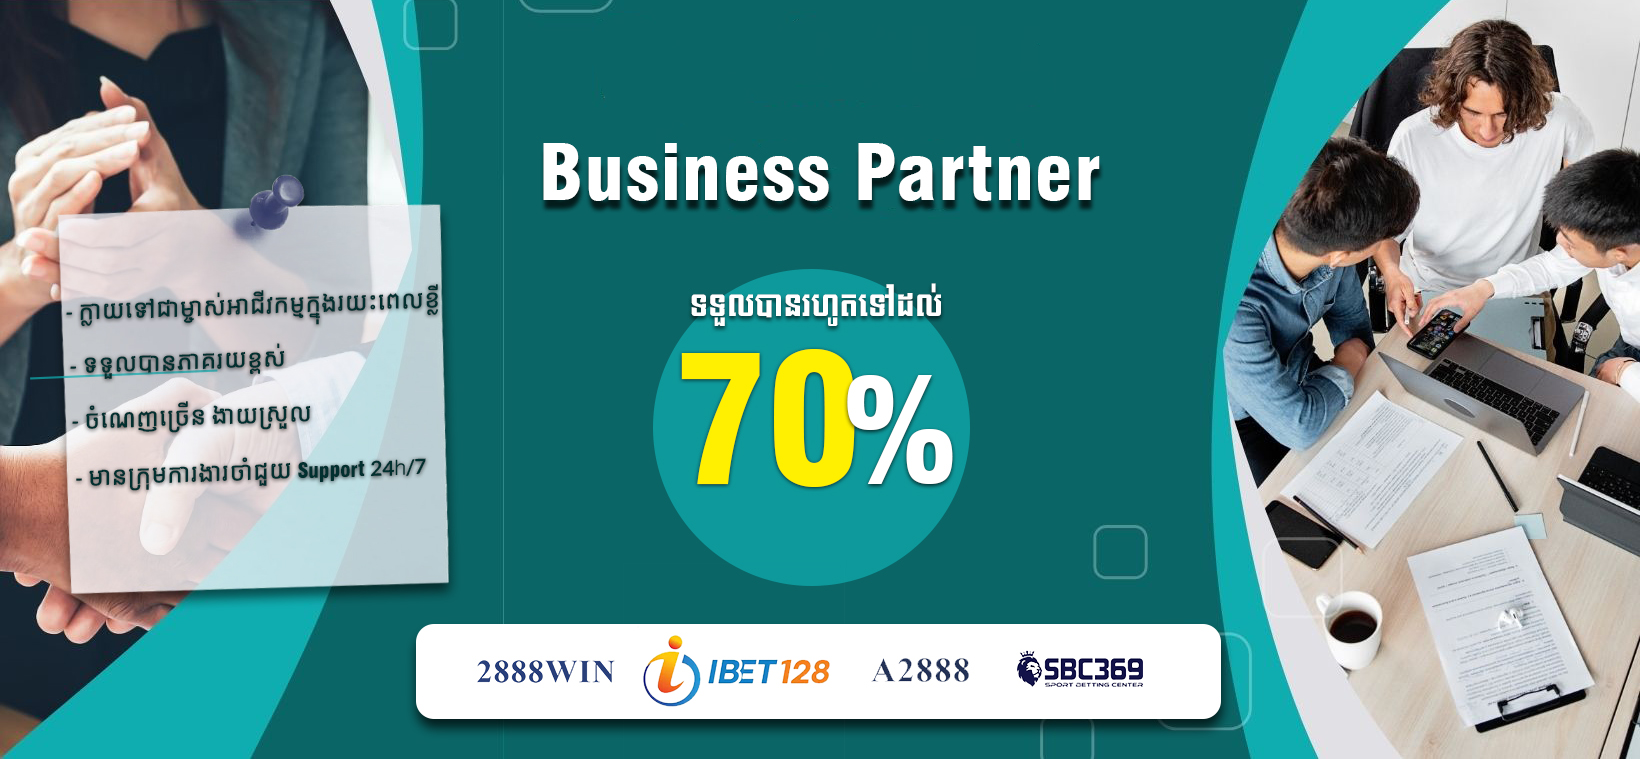 Business Partner
ទទួលបានរហូតទៅដល់
70%
- ក្លាយទៅជាម្ចាស់អាជីវកម្មក្នុងរយះពេលខ្លី
- ទទួលបានភាគរយខ្ពស់
- ចំណេញច្រើន ងាយស្រួល
- មានក្រុមការងារចាំជួយ Support 24h/7
2888WIN
IBET128
A2888
SBC369
SPORT BETTING CENTER